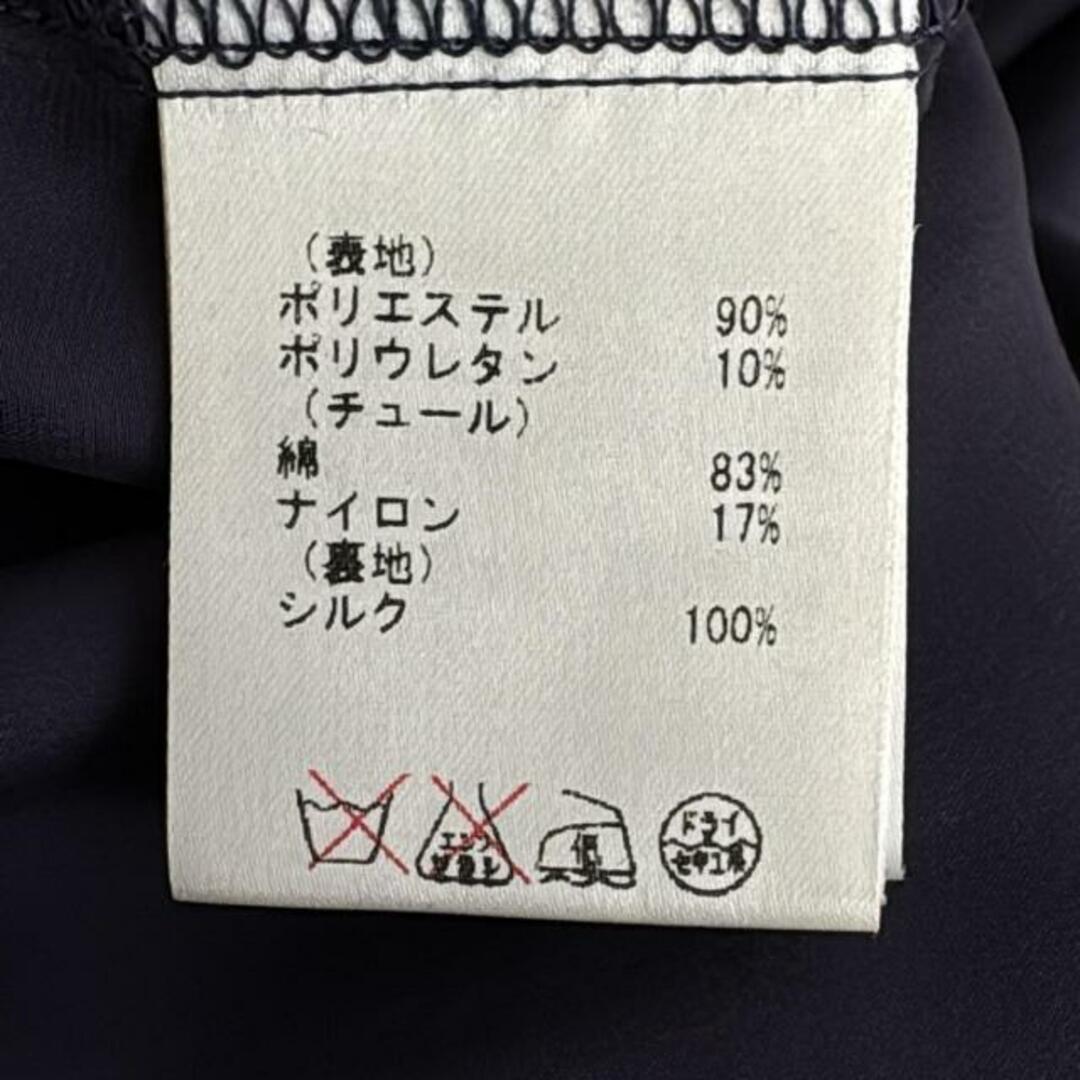 （表地）
ポリエステル 90%
ポリウレタン 10%
（チュール）
綿 83%
ナイロン 17%
（裏地）
シルク 100%
エンソ
サラシ
低
ドライ
セキユ系